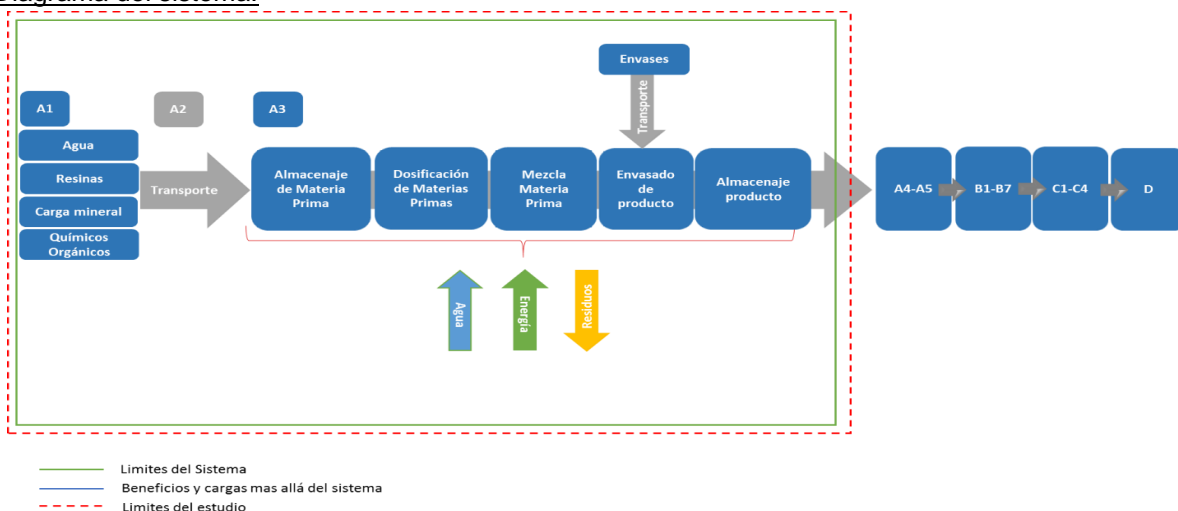 Diagrama del Sistema:
Envases
Transporte
A1
A2
A3
Agua
Resinas
Carga mineral
Químicos
Orgánicos
Transporte
Almacenaje
de Materia
Prima
Dosificación
de Materias
Primas
Mezcla
Materia
Prima
Envasado
de
producto
Almacenaje
producto
A4-A5
B1-B7
C1-C4
D
Agua
Energía
Residuos
Limites del Sistema
Beneficios y cargas mas allá del sistema
Limites del estudio